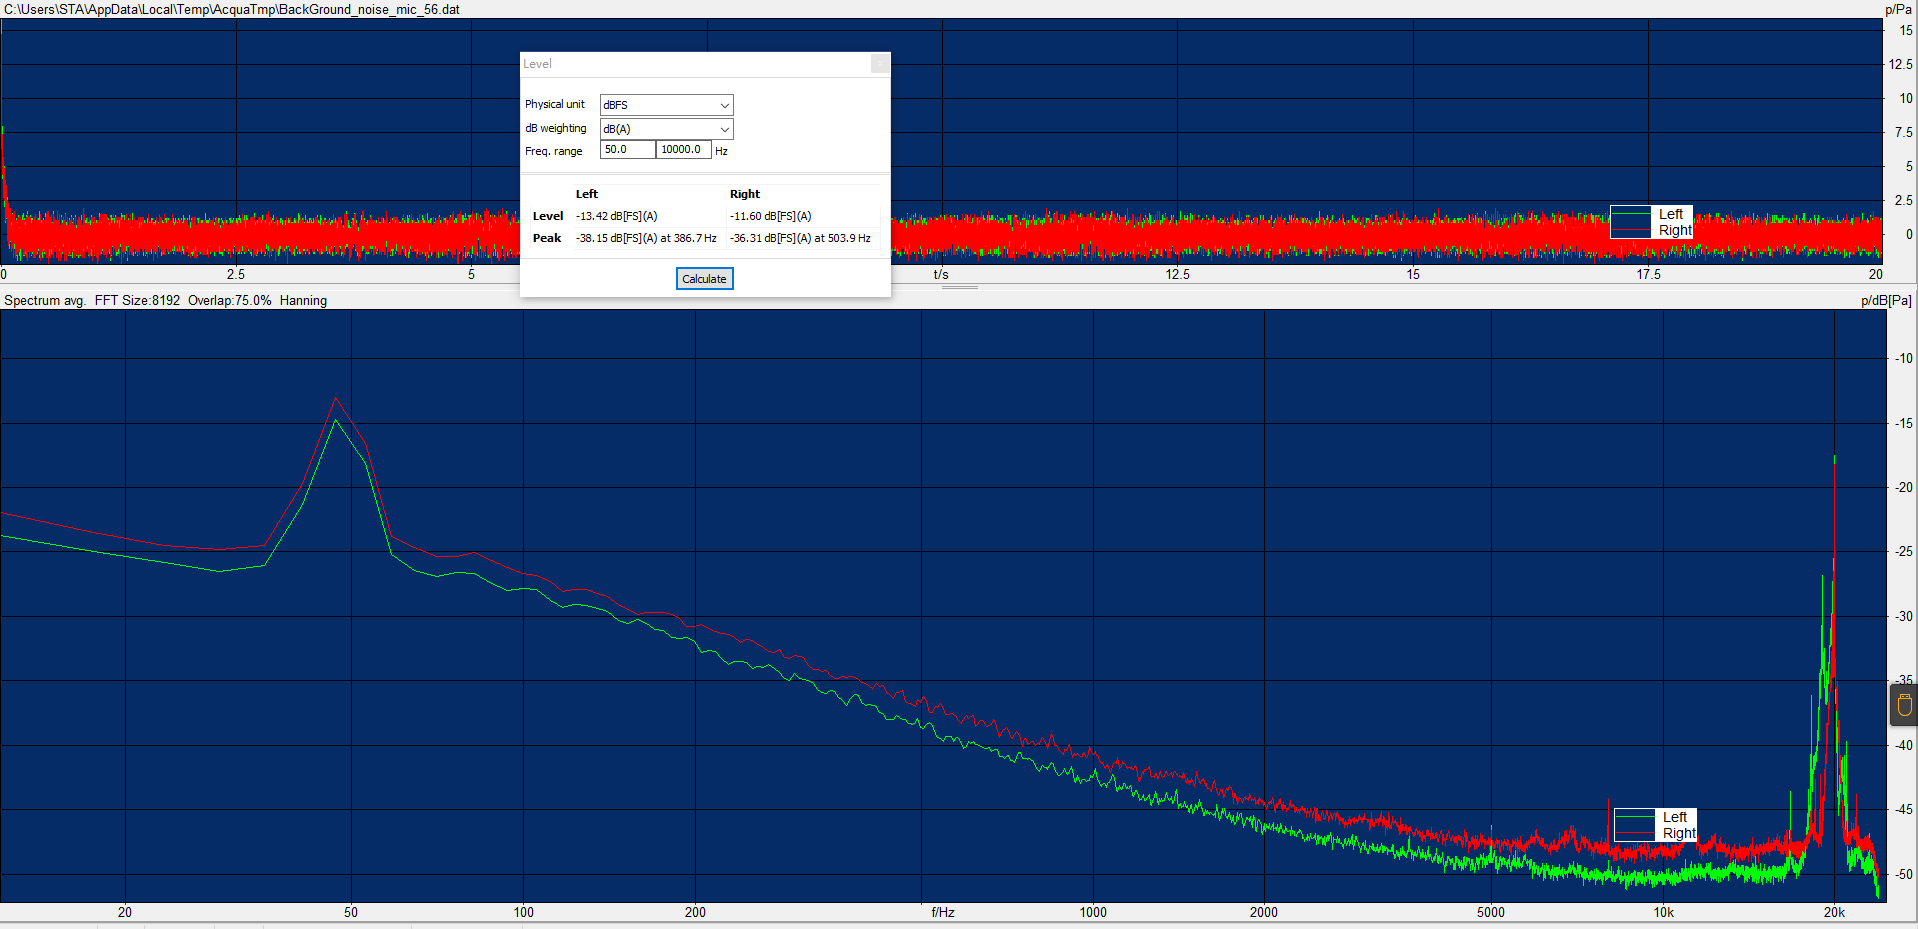 C:\Users\STA\AppData\Local\Temp\AcquaTmp\BackGround_noise_mic_56.dat
p/Pa
15
12.5
10
7.5
5
2.5
0
Level
Physical unit dBFS
dB weighting dB(A)
Freq. range 50.0 10000.0 Hz
Left Right
Level -13.42 dB[FS](A) -11.60 dB[FS](A)
Peak -38.15 dB[FS](A) at 386.7 Hz -36.31 dB[FS](A) at 503.9 Hz
Calculate
Left
Right
0 2.5 5 t/s 12.5 15 17.5 20
Spectrum avg. FFT Size:8192 Overlap:75.0% Hanning
p/dB[Pa]
-10
-15
-20
-25
-30
-35
-40
-45
-50
Left
Right
20 50 100 200 f/Hz 1000 2000 5000 10k 20k